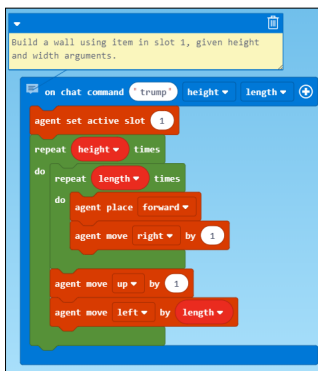 Build a wall using item in slot 1, given height
and width arguments.
on chat command "trump" height length
agent set active slot 1
repeat height times
do repeat length times
do agent place forward
agent move right by 1
agent move up by 1
agent move left by length